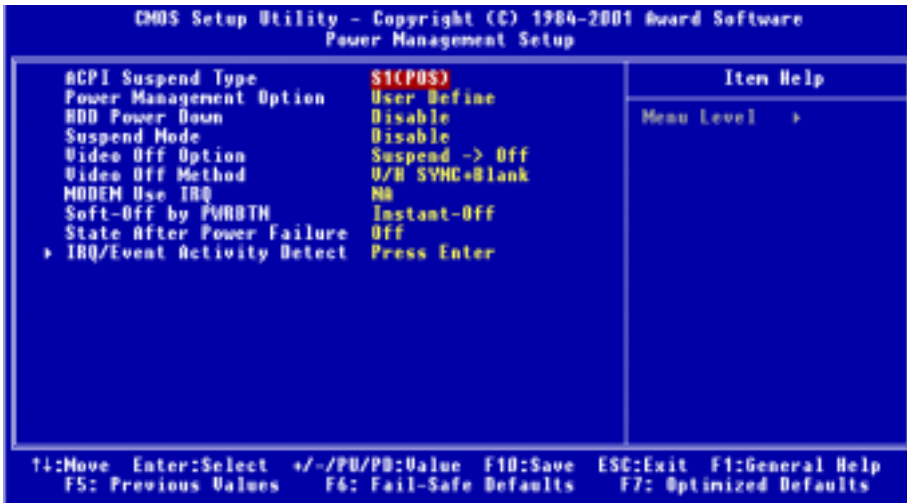 CMOS Setup Utility - Copyright (C) 1984-2001 Award Software
Power Management Setup
ACPI Suspend Type S1(POS) Item Help
Power Management Option User Define
HDD Power Down Disable Menu Level ▸
Suspend Mode Disable
Video Off Option Suspend -> Off
Video Off Method V/H SYNC+Blank
MODEM Use IRQ NA
Soft-Off by PWRBTN Instant-Off
State After Power Failure Off
▸ IRQ/Event Activity Detect Press Enter
↑↓:Move Enter:Select +/-/PU/PD:Value F10:Save ESC:Exit F1:General Help
F5: Previous Values F6: Fail-Safe Defaults F7: Optimized Defaults